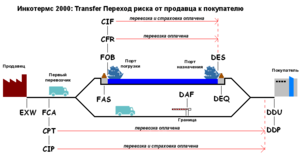 Инкотермс 2000: Transfer Переход риска от продавца к покупателю
CIF
перевозка и страховка оплачена
CFR
перевозка оплачена
FOB
DES
Порт
погрузки
Порт
назначения
Продавец
Первый
перевозчик
Покупатель
FAS
DAF
DEQ
EXW
FCA
Граница
DDU
CPT
перевозка оплачена
DDP
CIP
перевозка и страховка оплачена